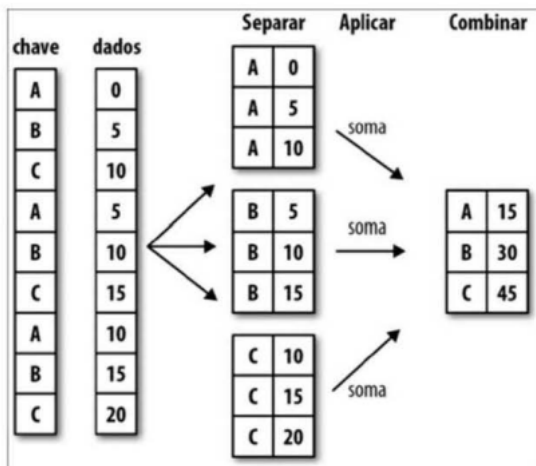 Separar Aplicar Combinar
chave dados
A 0
B 5
C 10
A 5
B 10
C 15
A 10
B 15
C 20
A 0
A 5
A 10
soma
B 5
B 10
B 15
soma
C 10
C 15
C 20
soma
A 15
B 30
C 45